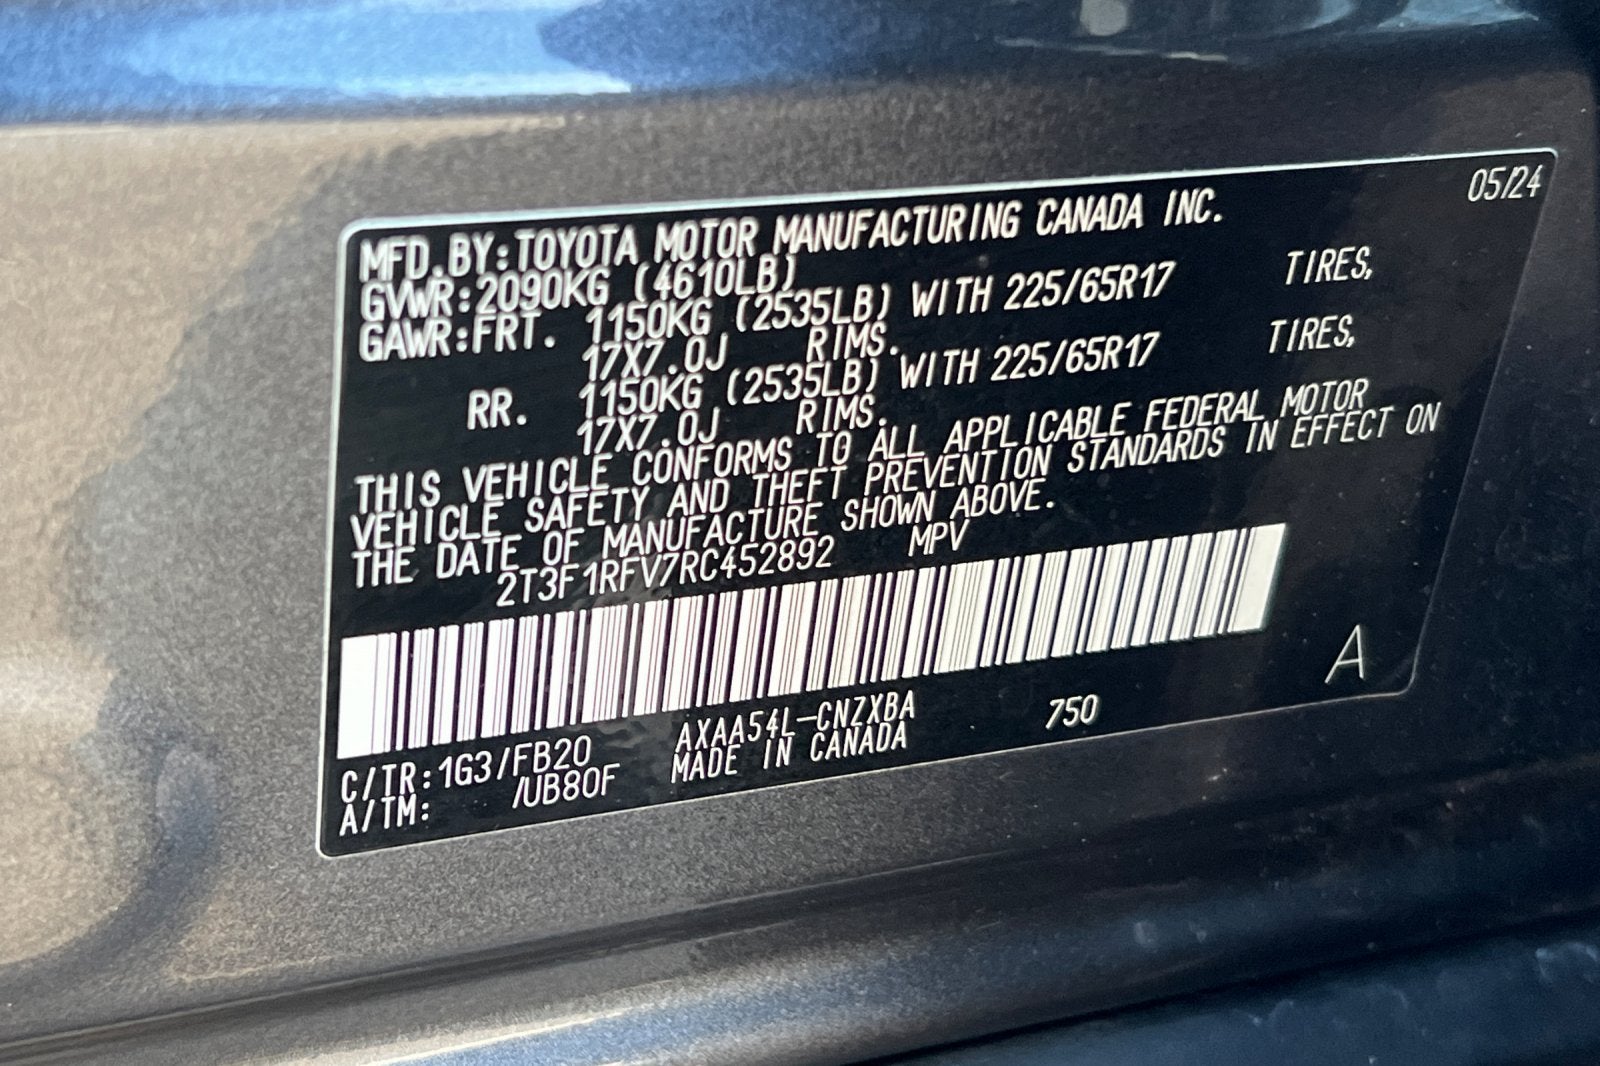 05/24
MFD.BY:TOYOTA MOTOR MANUFACTURING CANADA INC.
GVWR:2090KG (4610LB)
GAWR:FRT. 1150KG (2535LB) WITH 225/65R17 TIRES,
17X7.0J RIMS.
RR. 1150KG (2535LB) WITH 225/65R17 TIRES,
17X7.0J RIMS.
THIS VEHICLE CONFORMS TO ALL APPLICABLE FEDERAL MOTOR
VEHICLE SAFETY AND THEFT PREVENTION STANDARDS IN EFFECT ON
THE DATE OF MANUFACTURE SHOWN ABOVE.
2T3F1RFV7RC452892 MPV
A
C/TR:1G3/FB20 AXAA54L-CNZXBA 750
A/TM: /UB80F MADE IN CANADA